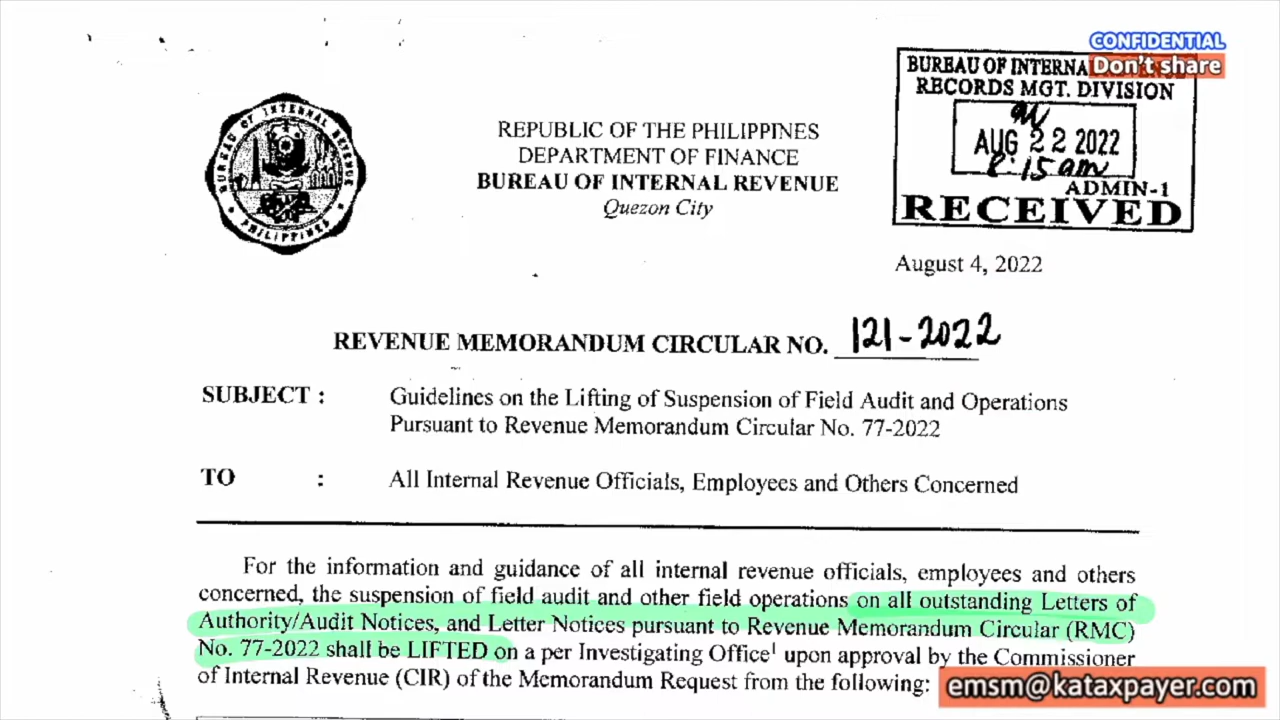 CONFIDENTIAL
Don't share
BUREAU OF INTERNA
RECORDS MGT. DIVISION
AUG 22 2022
8:15 am
ADMIN-1
RECEIVED
BUREAU OF INTERNAL REVENUE
PHILIPPINES
REPUBLIC OF THE PHILIPPINES
DEPARTMENT OF FINANCE
BUREAU OF INTERNAL REVENUE
Quezon City
August 4, 2022
REVENUE MEMORANDUM CIRCULAR NO. 121-2022
SUBJECT : Guidelines on the Lifting of Suspension of Field Audit and Operations
Pursuant to Revenue Memorandum Circular No. 77-2022
TO : All Internal Revenue Officials, Employees and Others Concerned
For the information and guidance of all internal revenue officials, employees and others
concerned, the suspension of field audit and other field operations on all outstanding Letters of
Authority/Audit Notices, and Letter Notices pursuant to Revenue Memorandum Circular (RMC)
No. 77-2022 shall be LIFTED on a per Investigating Office¹ upon approval by the Commissioner
of Internal Revenue (CIR) of the Memorandum Request from the following:
emsm@kataxpayer.com